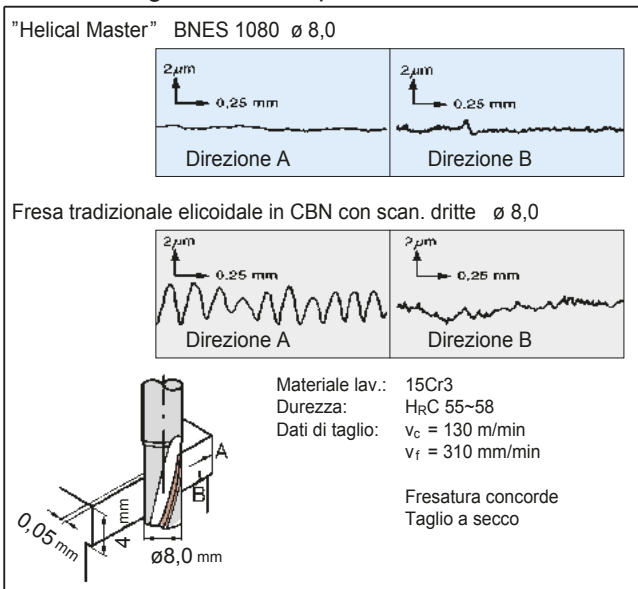 "Helical Master" BNES 1080 ø 8,0
2µm
0,25 mm
Direzione A
2µm
0,25 mm
Direzione B
Fresa tradizionale elicoidale in CBN con scan. dritte ø 8,0
2µm
0,25 mm
Direzione A
2µm
0,25 mm
Direzione B
Materiale lav.: 15Cr3
Durezza: HRC 55~58
Dati di taglio: vc = 130 m/min
vf = 310 mm/min
Fresatura concorde
Taglio a secco
A
B
0,05 mm
4 mm
ø8,0 mm